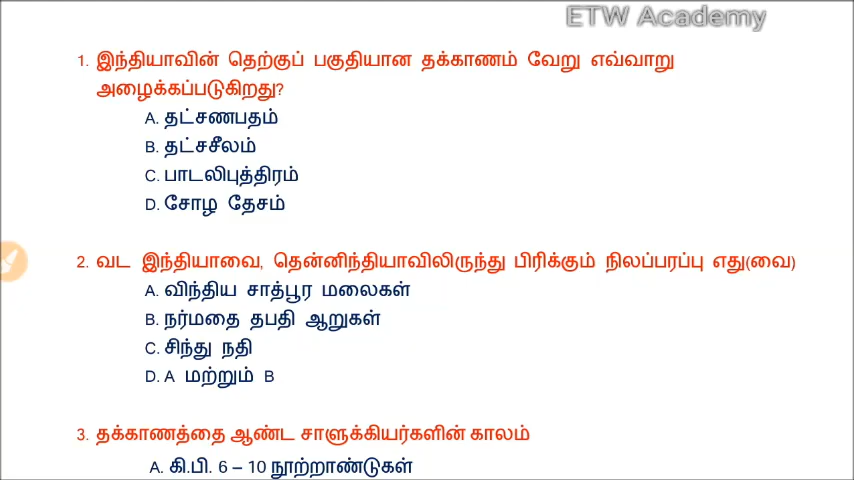 ETW Academy
1. இந்தியாவின் தெற்குப் பகுதியான தக்காணம் வேறு எவ்வாறு
அழைக்கப்படுகிறது?
A. தட்சணபதம்
B. தட்சசீலம்
C. பாடலிபுத்திரம்
D. சோழ தேசம்
2. வட இந்தியாவை, தென்னிந்தியாவிலிருந்து பிரிக்கும் நிலப்பரப்பு எது(வை)
A. விந்திய சாத்பூர மலைகள்
B. நர்மதை தபதி ஆறுகள்
C. சிந்து நதி
D. A மற்றும் B
3. தக்காணத்தை ஆண்ட சாளுக்கியர்களின் காலம்
A. கி.பி. 6 – 10 நூற்றாண்டுகள்